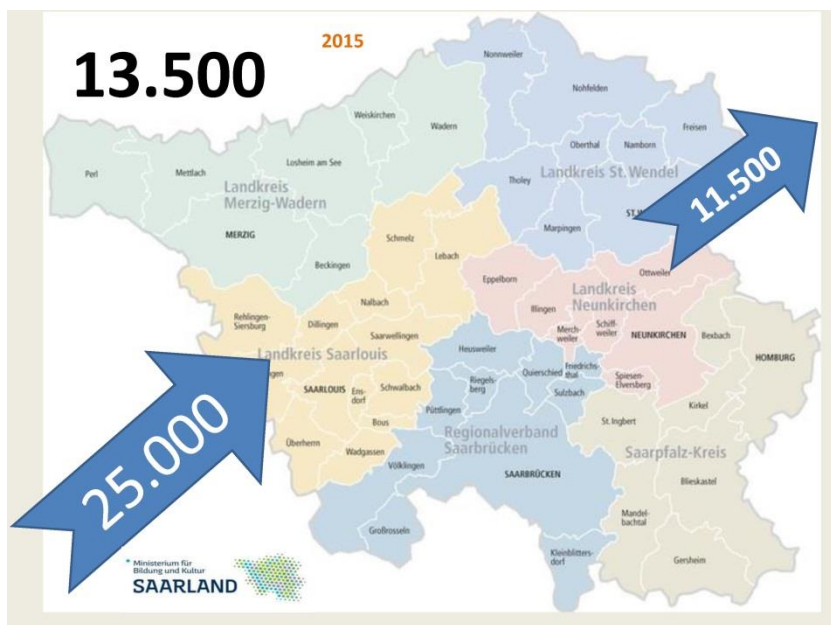 2015
13.500
Nonnweiler
Nohfelden
Weiskirchen
Wadern
Freisen
Oberthal
Namborn
Losheim am See
Perl
Mettlach
Tholey
Landkreis St.Wendel
11.500
Landkreis
Merzig-Wadern
ST.W
MERZIG
Schmelz
Marpingen
Lebach
Beckingen
Ottweiler
Eppelborn
Landkreis
Neunkirchen
Nalbach
Illingen
Rehlingen-
Siersburg
Dillingen
Saarwellingen
Merch-
weiler
Schiff-
weiler
NEUNKIRCHEN
Bexbach
Heusweiler
HOMBURG
Landkreis Saarlouis
Quierschied
Friedrichs-
thal
gen
SAARLOUIS
Ens-
dorf
Schwalbach
Riegels-
berg
Spiesen-
Elversberg
Sulzbach
25.000
Püttlingen
Kirkel
Bous
St. Ingbert
Regionalverband
Saarbrücken
Überherrn
Wadgassen
Saarpfalz-Kreis
Völklingen
SAARBRÜCKEN
Blieskastel
Mandel-
bachtal
Großrosseln
Kleinblitters-
dorf
Gersheim
Ministerium für
Bildung und Kultur
SAARLAND